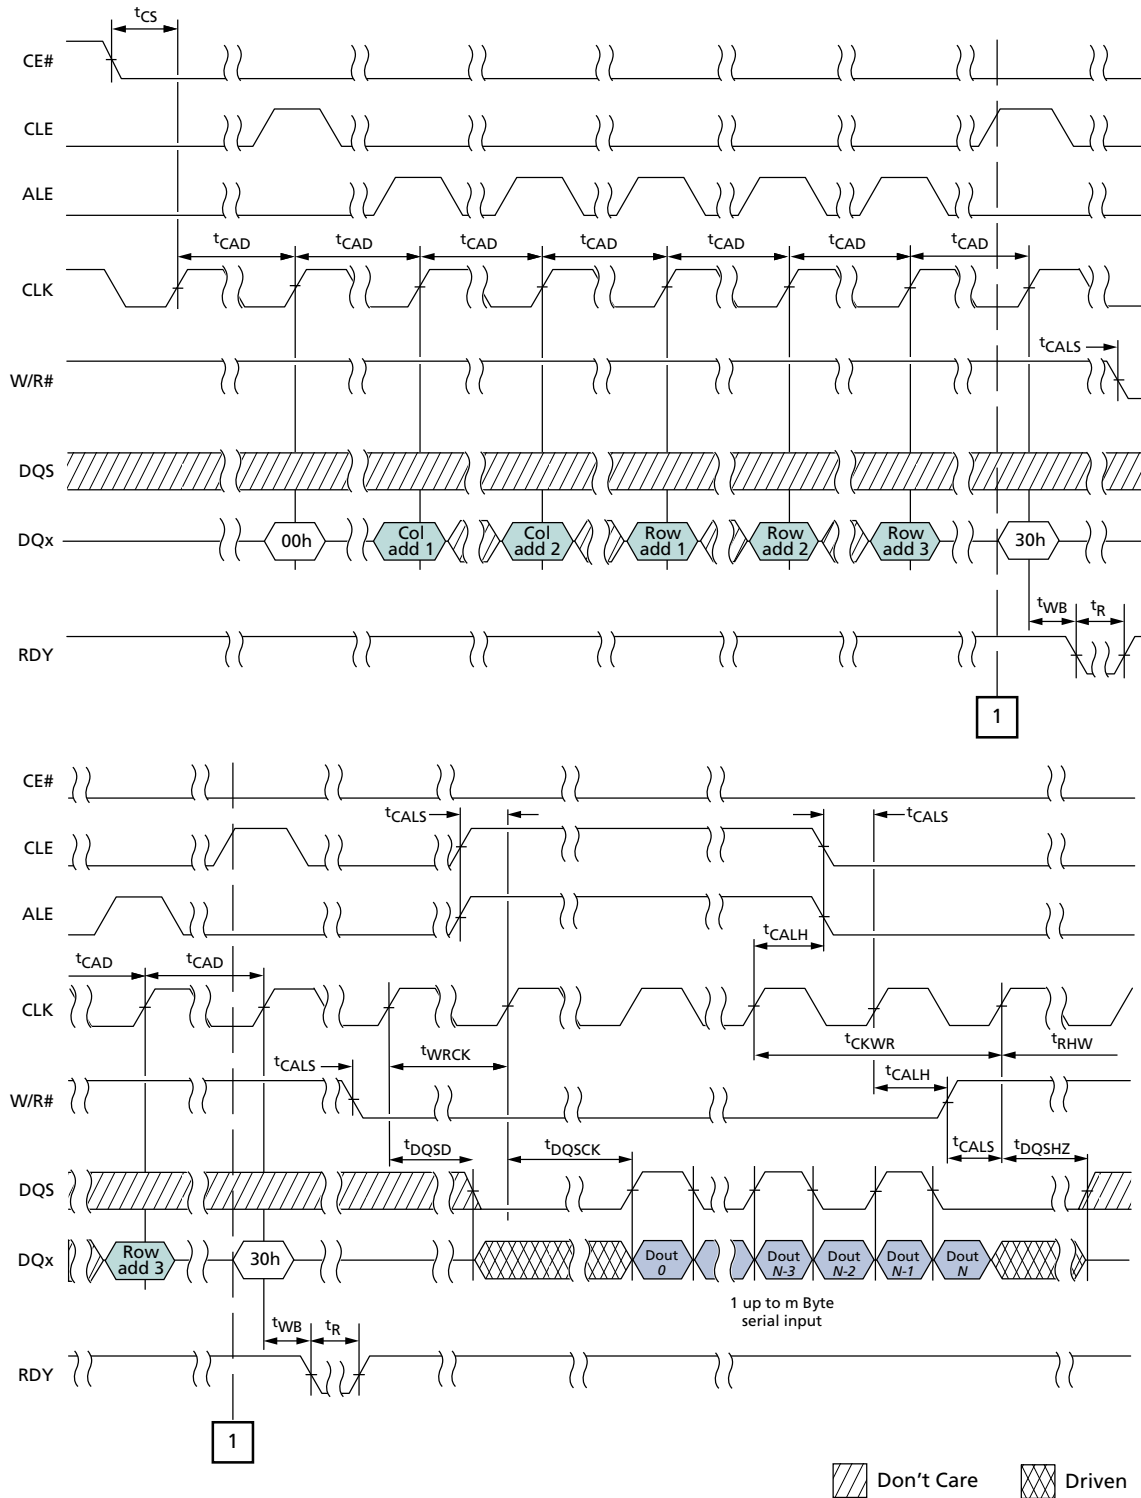 tCS
CE#
CLE
ALE
tCAD tCAD tCAD tCAD tCAD tCAD tCAD
CLK
tCALS
W/R#
DQS
DQx 00h Col add 1 Col add 2 Row add 1 Row add 2 Row add 3 30h
tWB tR
RDY
1
CE#
tCALS tCALS
CLE
ALE
tCALH
tCAD tCAD
CLK
tCKWR tRHW
tCALS tWRCK
tCALH
W/R#
tDQSD tDQSCK tCALS tDQSHZ
DQS
DQx Row add 3 30h Dout 0 Dout N-3 Dout N-2 Dout N-1 Dout N
1 up to m Byte
serial input
tWB tR
RDY
1
Don't Care Driven